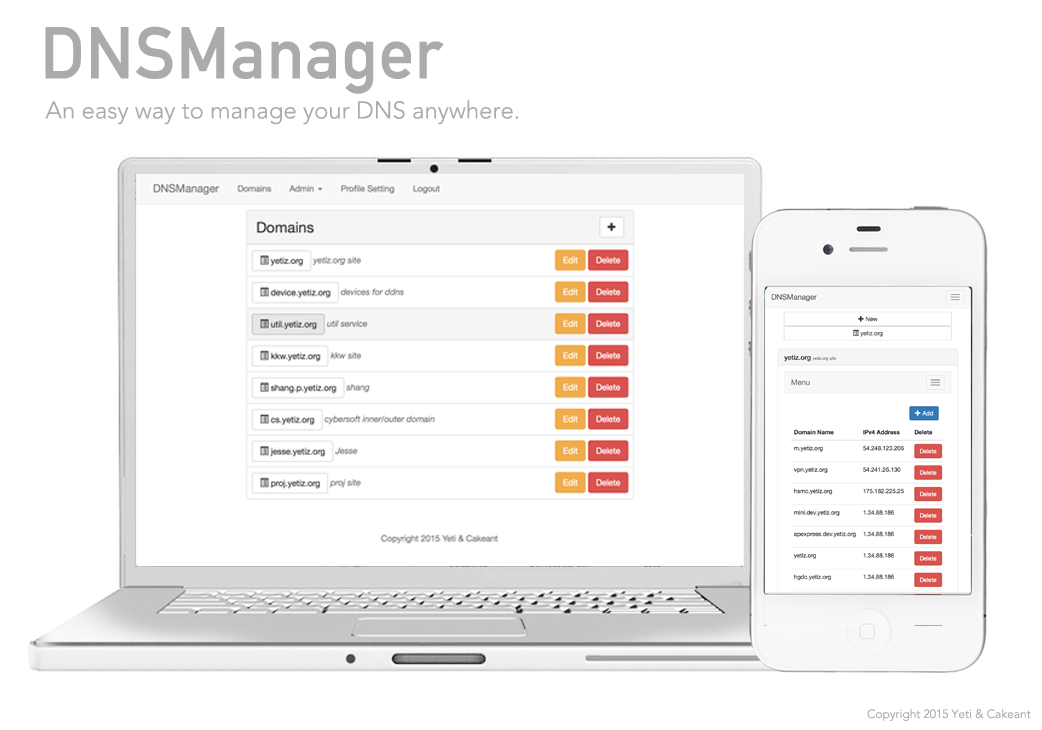 DNSManager
An easy way to manage your DNS anywhere.
DNSManager Domains Admin Profile Setting Logout
Domains
yetiz.org yetiz.org site Edit Delete
device.yetiz.org devices for ddns Edit Delete
util.yetiz.org util service Edit Delete
kkw.yetiz.org kkw site Edit Delete
shang.p.yetiz.org shang Edit Delete
cs.yetiz.org cybersoft inner/outer domain Edit Delete
jesse.yetiz.org Jesse Edit Delete
proj.yetiz.org proj site Edit Delete
Copyright 2015 Yeti & Cakeant
DNSManager
New
yetiz.org
yetiz.org yetiz.org site
Menu
Add
Domain Name IPv4 Address Delete
m.yetiz.org 54.248.123.206 Delete
vpn.yetiz.org 54.241.26.130 Delete
hsmc.yetiz.org 175.182.225.25 Delete
mini.dev.yetiz.org 1.34.88.186 Delete
apexpress.dev.yetiz.org 1.34.88.186 Delete
yetiz.org 1.34.88.186 Delete
hgdc.yetiz.org 1.34.88.186 Delete
Copyright 2015 Yeti & Cakeant